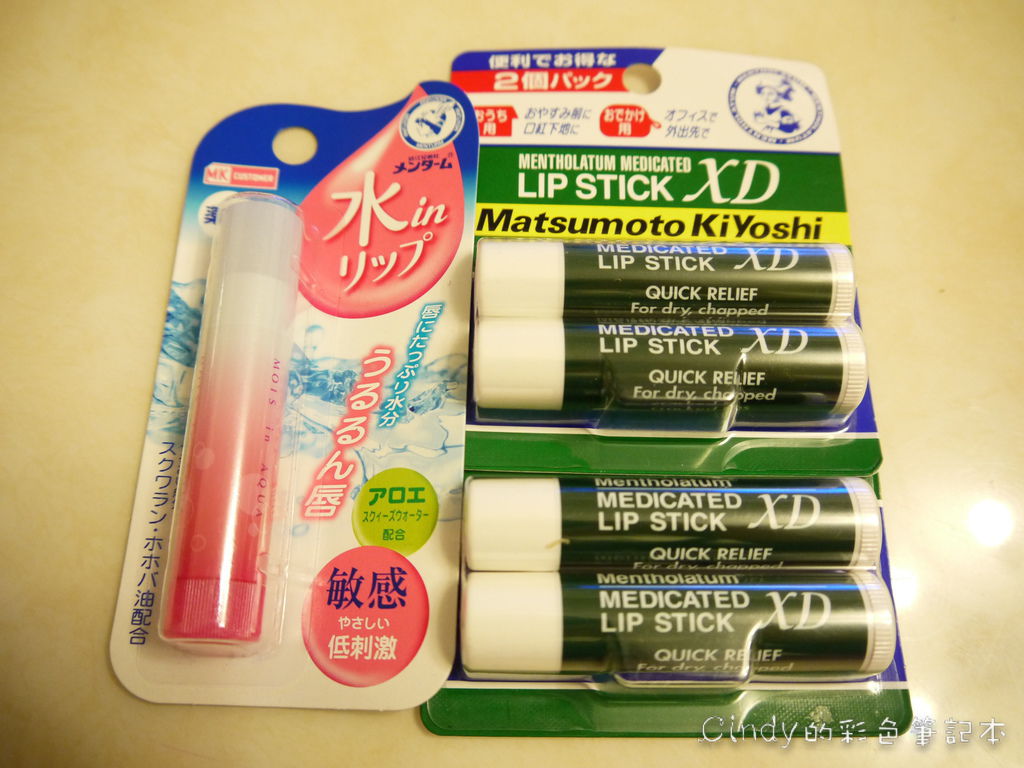 MK CUSTOMER
メンターム
水in
リップ
唇にたっぷり水分
うるるん唇
MOIS in AQUA
アロエ
スクィーズウォーター
配合
敏感
やさしい
低刺激
スクワラン・ホホバ油配合
便利でお得な
2個パック
おうち用
おやすみ前に
口紅下地に
おでかけ用
オフィスで
外出先で
MENTHOLATUM MEDICATED
LIP STICK XD
Matsumoto KiYoshi
MEDICATED
LIP STICK XD
QUICK RELIEF
For dry, chapped
MEDICATED
LIP STICK XD
QUICK RELIEF
For dry, chapped
Mentholatum
MEDICATED
LIP STICK XD
QUICK RELIEF
For dry, chapped
Mentholatum
MEDICATED
LIP STICK XD
QUICK RELIEF
For dry, chapped
Cindy的彩色筆記本